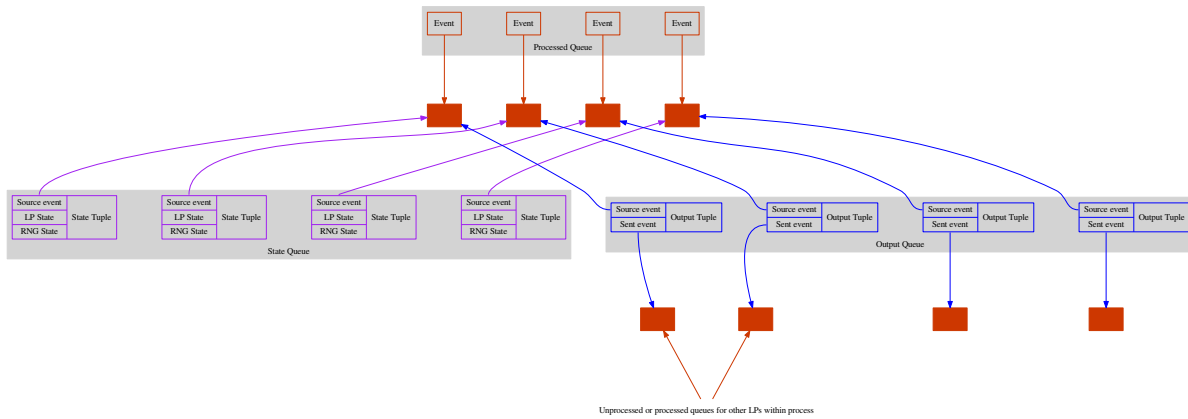 Event Event Event Event
Processed Queue
Source event Source event Source event Source event
LP State State Tuple LP State State Tuple LP State State Tuple LP State State Tuple
RNG State RNG State RNG State RNG State
State Queue
Source event Output Tuple Source event Output Tuple Source event Output Tuple Source event Output Tuple
Sent event Sent event Sent event Sent event
Output Queue
Unprocessed or processed queues for other LPs within process